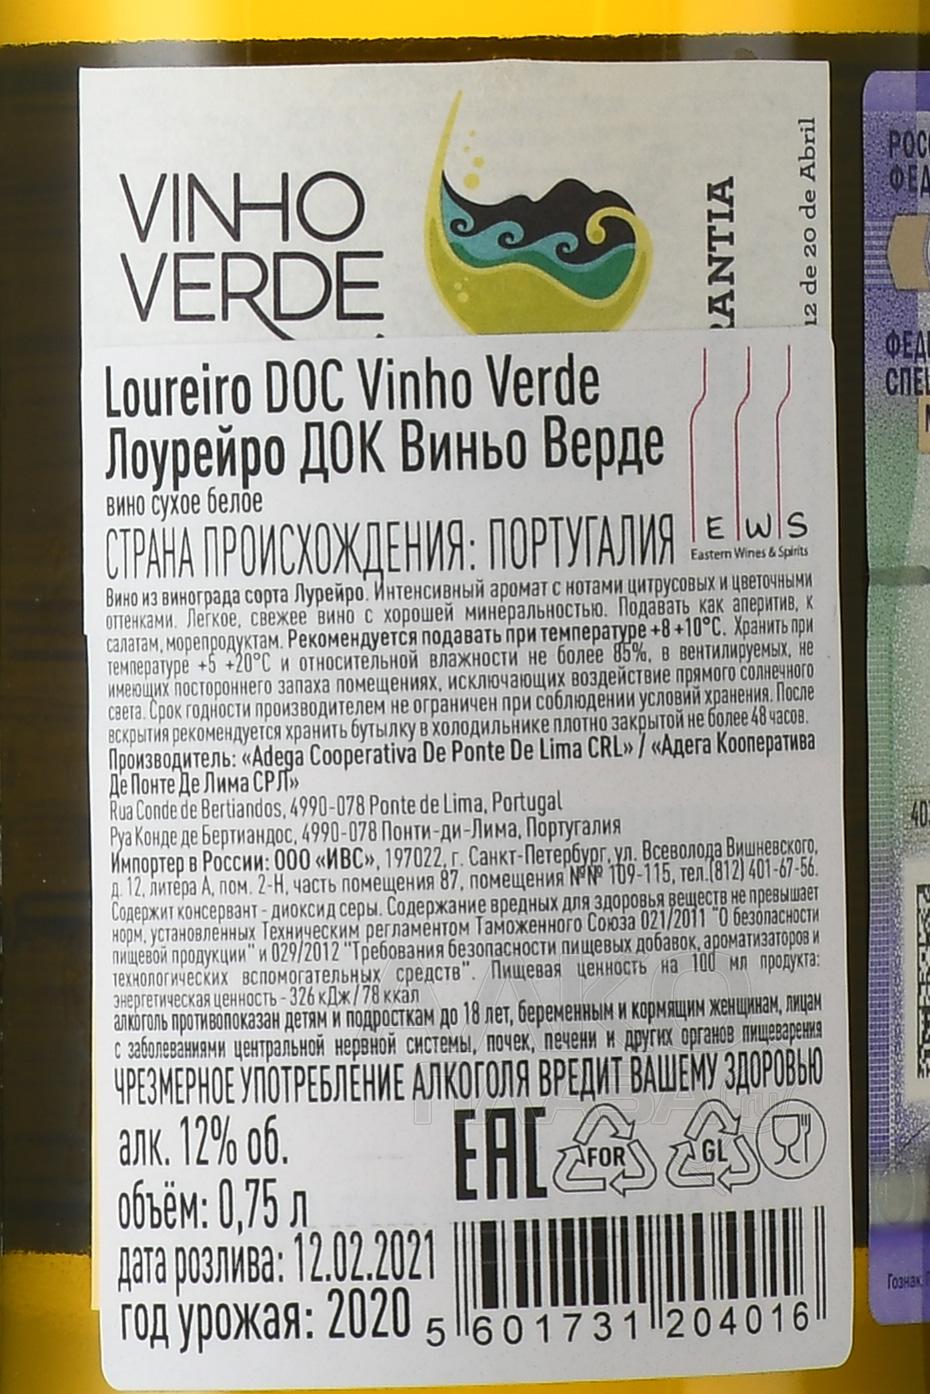 VINHO
VERDE
RANTIA
12 de 20 de Abril
Loureiro DOC Vinho Verde
Лоурейро ДОК Виньо Верде
вино сухое белое
СТРАНА ПРОИСХОЖДЕНИЯ: ПОРТУГАЛИЯ
E W S
Eastern Wines & Spirits
Вино из винограда сорта Лурейро. Интенсивный аромат с нотами цитрусовых и цветочными
оттенками. Легкое, свежее вино с хорошей минеральностью. Подавать как аперитив, к
салатам, морепродуктам. Рекомендуется подавать при температуре +8 +10°С. Хранить при
температуре +5 +20°С и относительной влажности не более 85%, в вентилируемых, не
имеющих постороннего запаха помещениях, исключающих воздействие прямого солнечного
света. Срок годности производителем не ограничен при соблюдении условий хранения. После
вскрытия рекомендуется хранить бутылку в холодильнике плотно закрытой не более 48 часов.
Производитель: «Adega Cooperativa De Ponte De Lima CRL» / «Адега Кооператива
Де Понте Де Лима СРЛ»
Rua Conde de Bertiandos, 4990-078 Ponte de Lima, Portugal
Руа Конде де Бертиандос, 4990-078 Понти-ди-Лима, Португалия
Импортер в России: ООО «ИВС», 197022, г. Санкт-Петербург, ул. Всеволода Вишневского,
д. 12, литера А, пом. 2-Н, часть помещения 87, помещения №№ 109-115, тел.(812) 401-67-56.
Содержит консервант - диоксид серы. Содержание вредных для здоровья веществ не превышает
норм, установленных Техническим регламентом Таможенного Союза 021/2011 "О безопасности
пищевой продукции" и 029/2012 "Требования безопасности пищевых добавок, ароматизаторов и
технологических вспомогательных средств". Пищевая ценность на 100 мл продукта:
энергетическая ценность - 326 кДж/78 ккал
алкоголь противопоказан детям и подросткам до 18 лет, беременным и кормящим женщинам, лицам
с заболеваниями центральной нервной системы, почек, печени и других органов пищеварения
ЧРЕЗМЕРНОЕ УПОТРЕБЛЕНИЕ АЛКОГОЛЯ ВРЕДИТ ВАШЕМУ ЗДОРОВЬЮ
алк. 12% об.
EAC
FOR
GL
объём: 0,75 л
дата розлива: 12.02.2021
год урожая: 2020
5 601731 204016
РОСС
ФЕД
ФЕД
СПЕЦ
403
Гознак